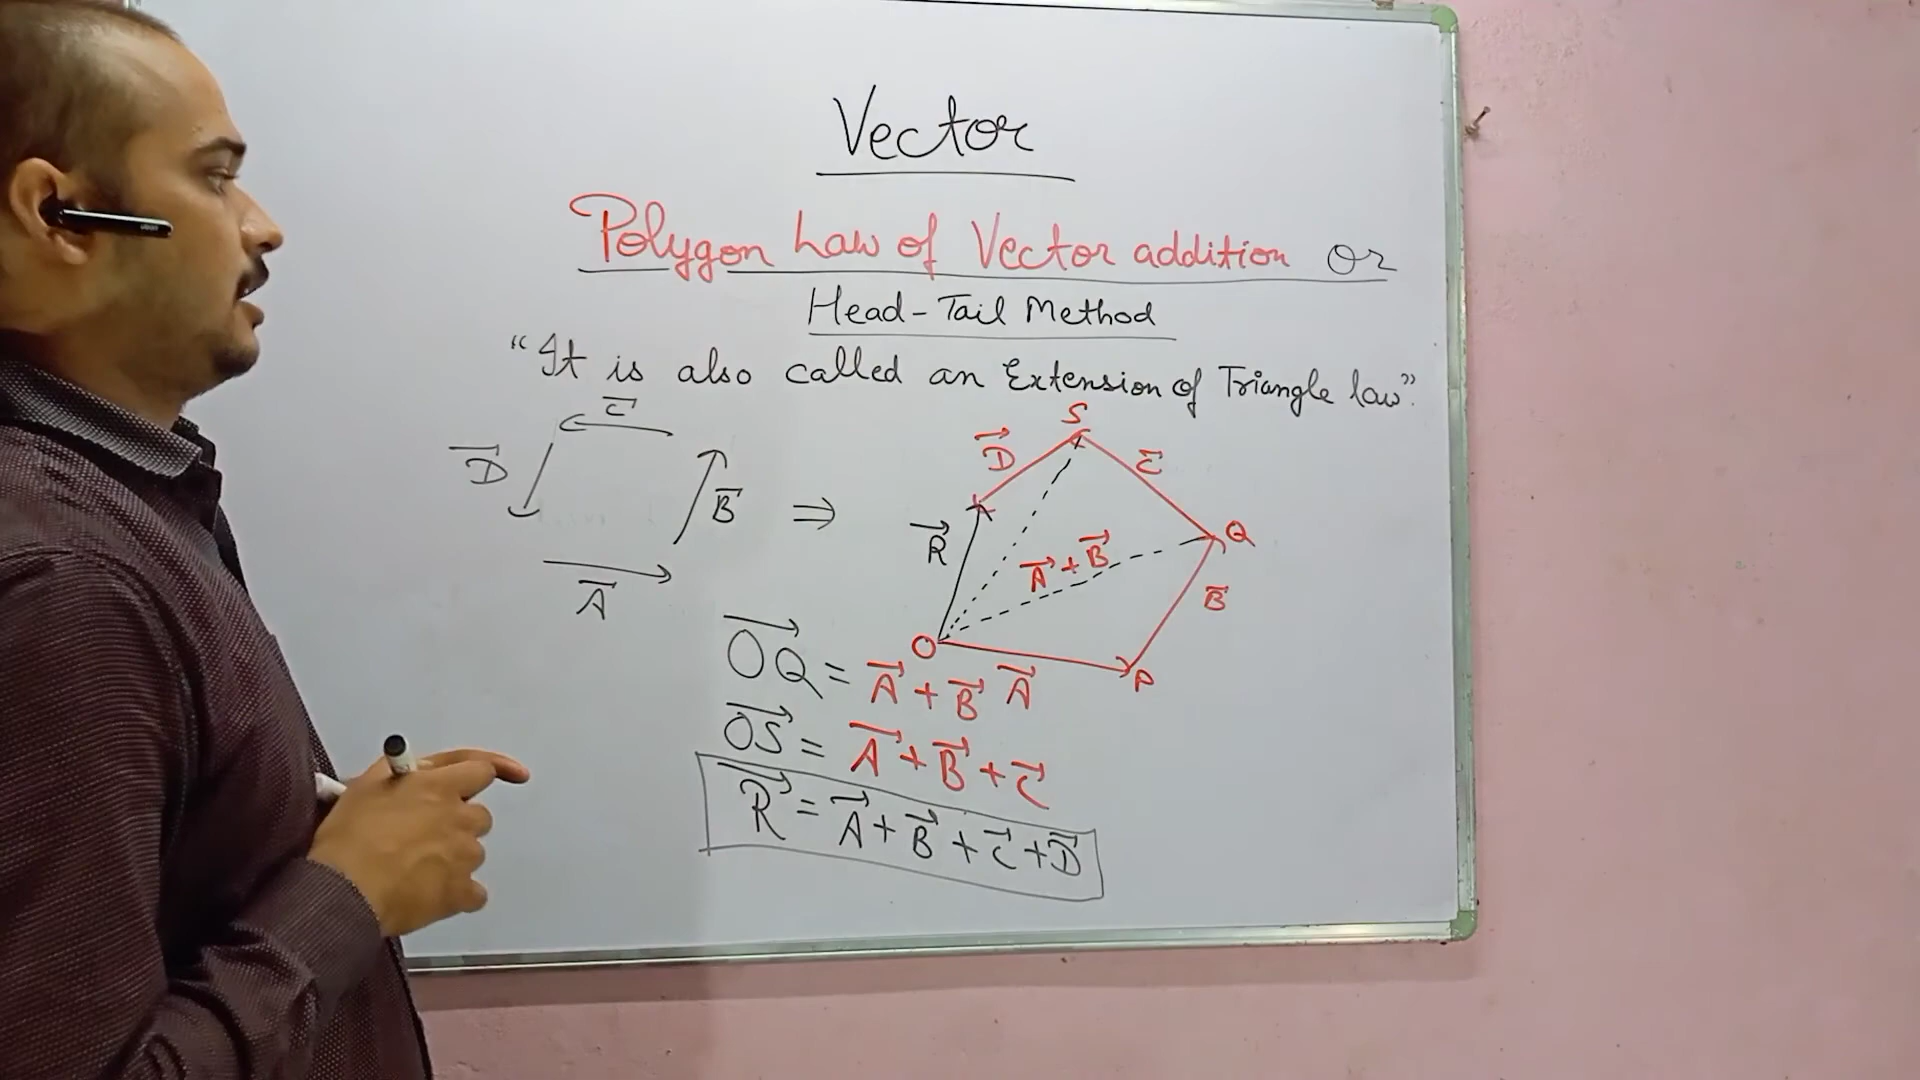 Vector
Polygon Law of Vector addition or
Head-Tail Method
"It is also called an Extension of Triangle law".
C⃗
D⃗
B⃗
A⃗
⇒
S
D⃗
C⃗
Q
R⃗
A⃗ + B⃗
B⃗
O
P
A⃗
OQ⃗ = A⃗ + B⃗
OS⃗ = A⃗ + B⃗ + C⃗
R⃗ = A⃗ + B⃗ + C⃗ + D⃗